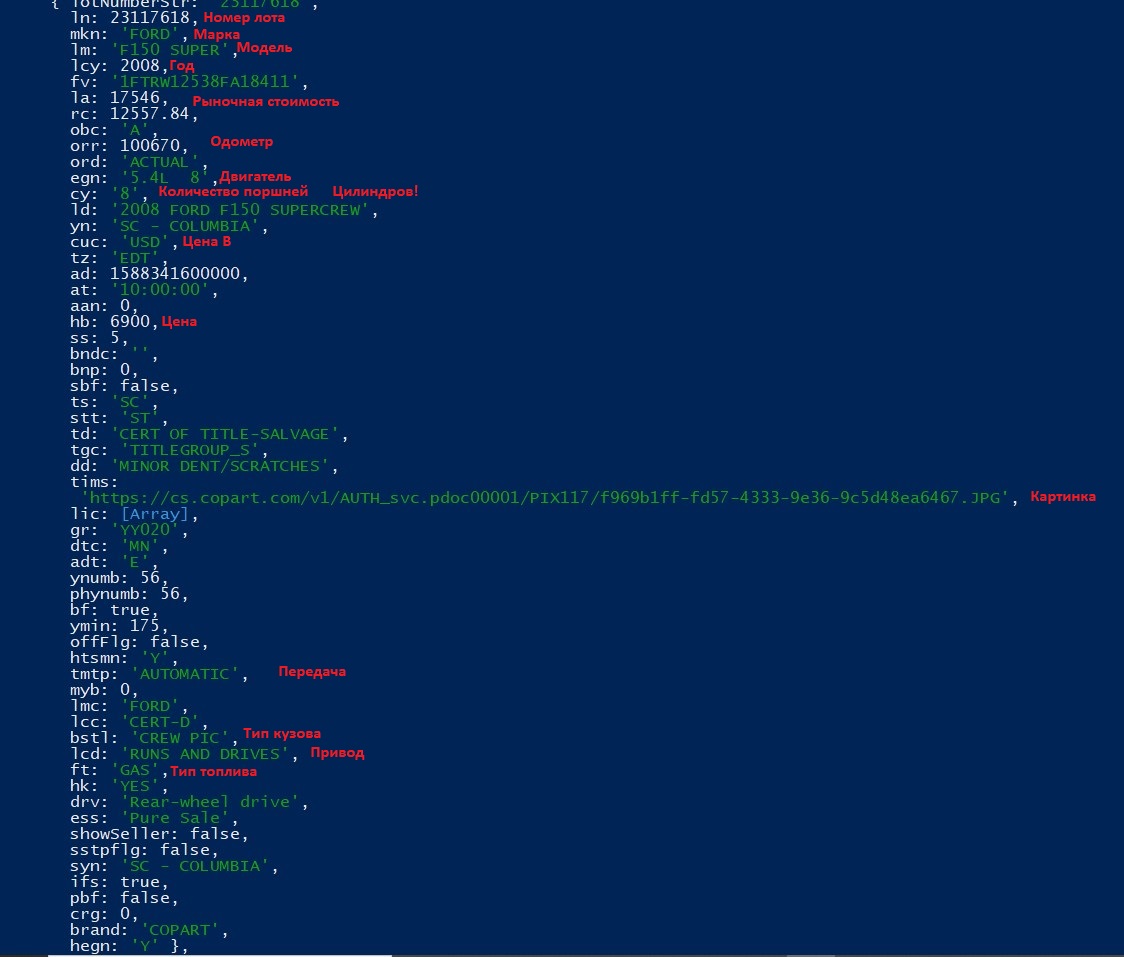 { lotNumberStr: '23117618',
ln: 23117618, Номер лота
mkn: 'FORD', Марка
lm: 'F150 SUPER', Модель
lcy: 2008, Год
fv: '1FTRW12538FA18411',
la: 17546, Рыночная стоимость
rc: 12557.84,
obc: 'A',
orr: 100670, Одометр
ord: 'ACTUAL',
egn: '5.4L  8', Двигатель
cy: '8', Количество поршней Цилиндров!
ld: '2008 FORD F150 SUPERCREW',
yn: 'SC - COLUMBIA',
cuc: 'USD', Цена В
tz: 'EDT',
ad: 1588341600000,
at: '10:00:00',
aan: 0,
hb: 6900, Цена
ss: 5,
bndc: '',
bnp: 0,
sbf: false,
ts: 'SC',
stt: 'ST',
td: 'CERT OF TITLE-SALVAGE',
tgc: 'TITLEGROUP_S',
dd: 'MINOR DENT/SCRATCHES',
tims:
'https://cs.copart.com/v1/AUTH_svc.pdoc00001/PIX117/f969b1ff-fd57-4333-9e36-9c5d48ea6467.JPG', Картинка
lic: [Array],
gr: 'YY020',
dtc: 'MN',
adt: 'E',
ynumb: 56,
phynumb: 56,
bf: true,
ymin: 175,
offFlg: false,
htsmn: 'Y',
tmtp: 'AUTOMATIC', Передача
myb: 0,
lmc: 'FORD',
lcc: 'CERT-D',
bstl: 'CREW PIC', Тип кузова
lcd: 'RUNS AND DRIVES', Привод
ft: 'GAS', Тип топлива
hk: 'YES',
drv: 'Rear-wheel drive',
ess: 'Pure Sale',
showSeller: false,
sstpflg: false,
syn: 'SC - COLUMBIA',
ifs: true,
pbf: false,
crg: 0,
brand: 'COPART',
hegn: 'Y' },